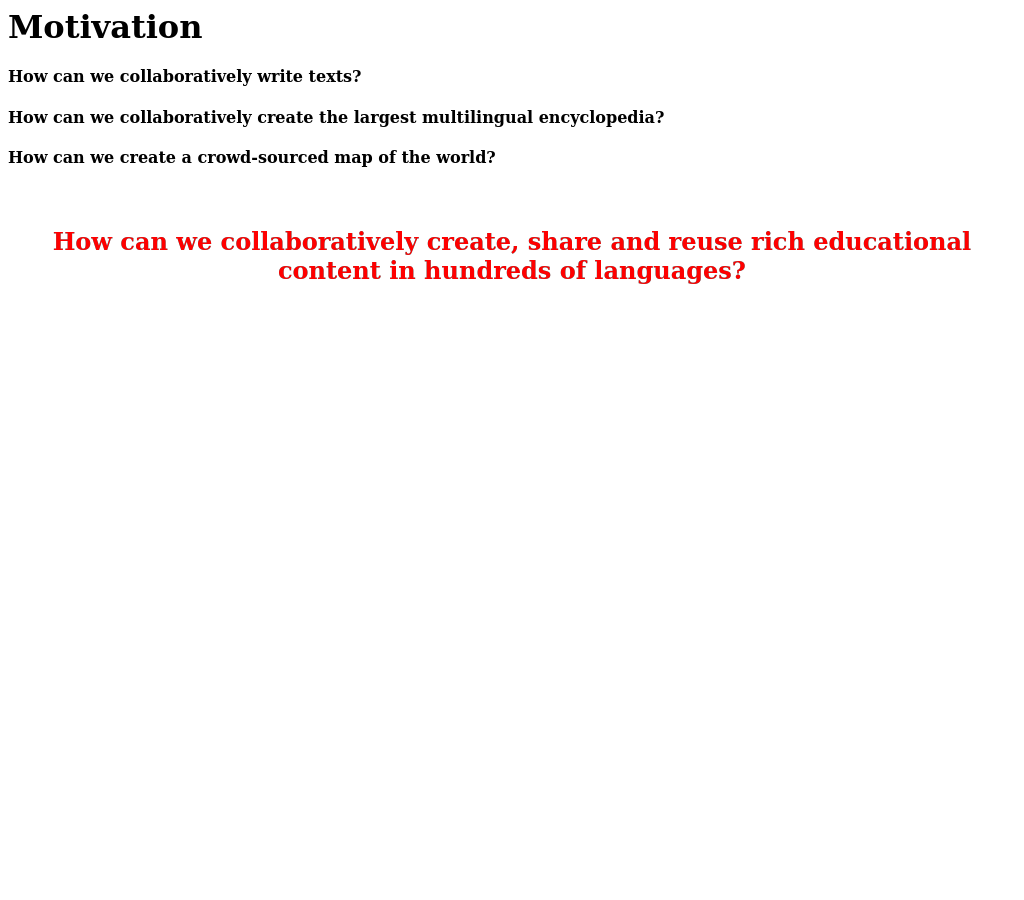 Motivation
How can we collaboratively write texts?
How can we collaboratively create the largest multilingual encyclopedia?
How can we create a crowd-sourced map of the world?
How can we collaboratively create, share and reuse rich educational
content in hundreds of languages?